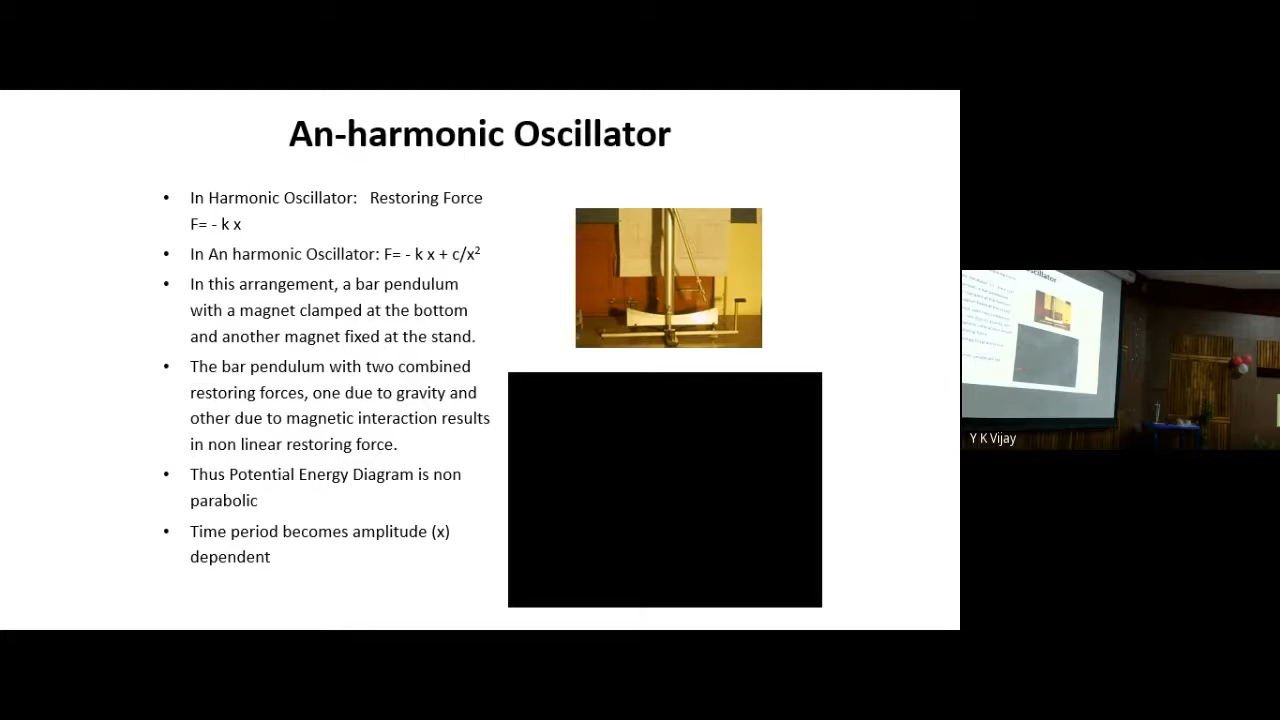 An-harmonic Oscillator
• In Harmonic Oscillator: Restoring Force
F= - k x
• In An harmonic Oscillator: F= - k x + c/x²
• In this arrangement, a bar pendulum
with a magnet clamped at the bottom
and another magnet fixed at the stand.
• The bar pendulum with two combined
restoring forces, one due to gravity and
other due to magnetic interaction results
in non linear restoring force.
• Thus Potential Energy Diagram is non
parabolic
• Time period becomes amplitude (x)
dependent
Y K Vijay